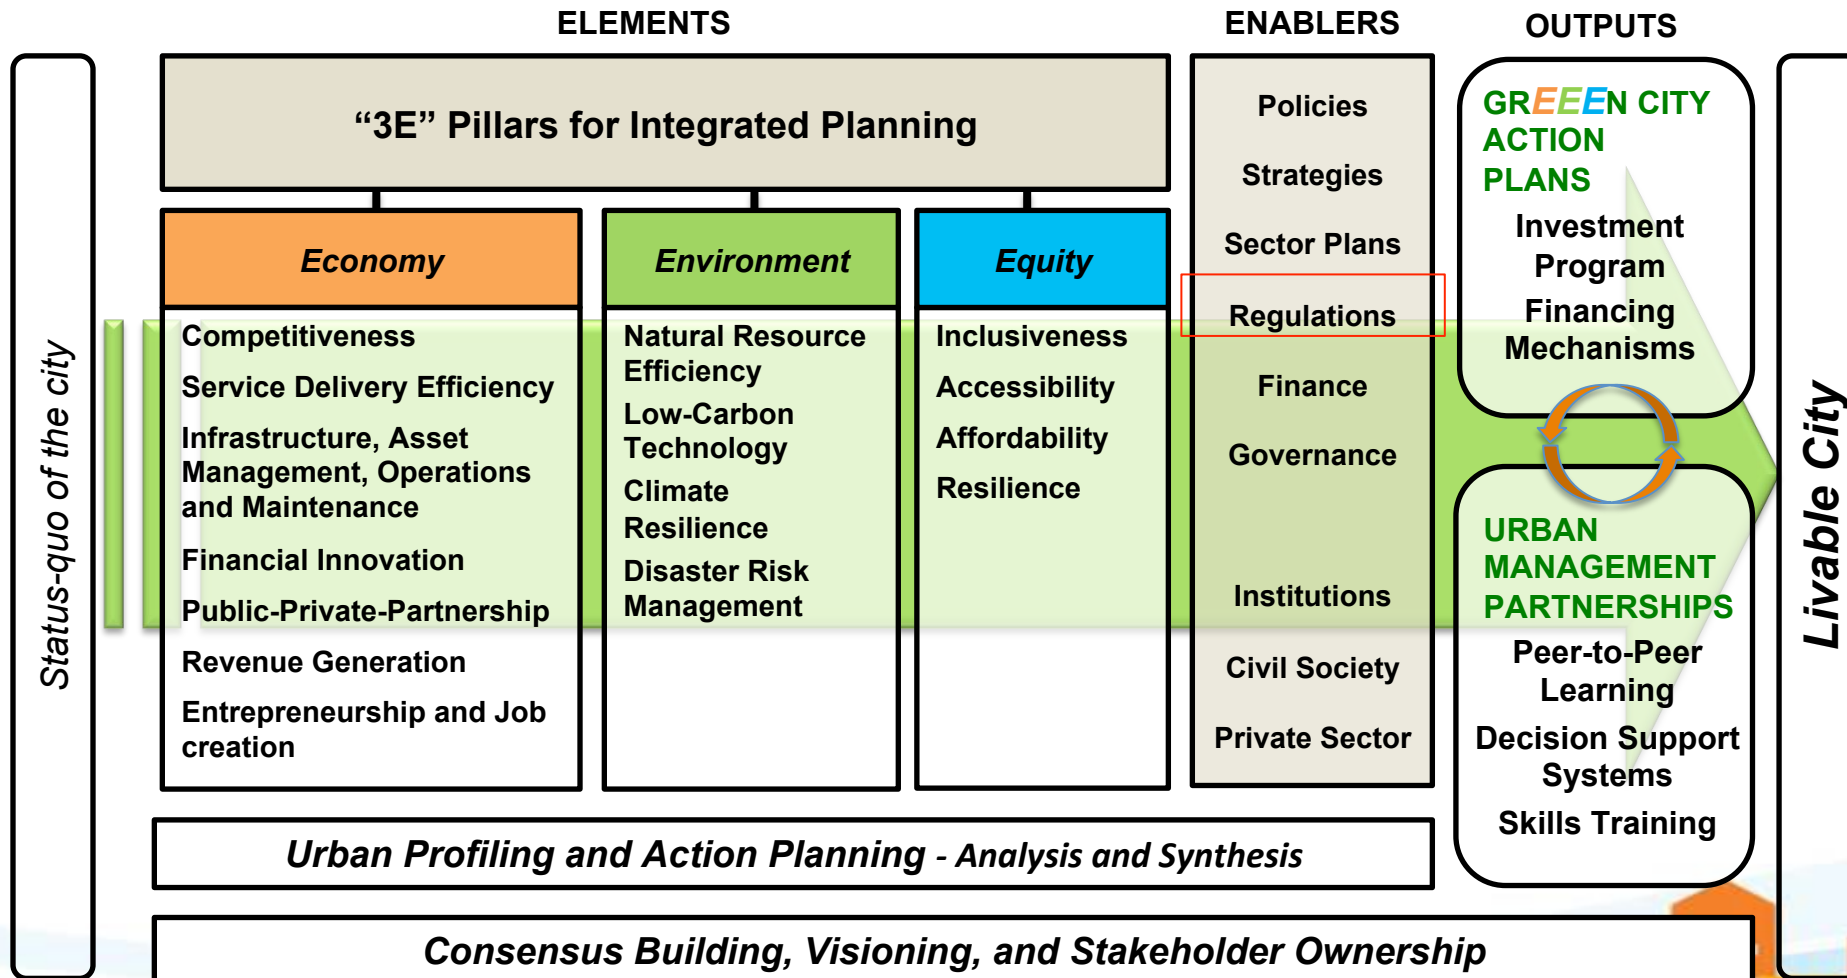 ELEMENTS
ENABLERS
OUTPUTS
Status-quo of the city
“3E” Pillars for Integrated Planning
Economy
Competitiveness
Service Delivery Efficiency
Infrastructure, Asset
Management, Operations
and Maintenance
Financial Innovation
Public-Private-Partnership
Revenue Generation
Entrepreneurship and Job
creation
Environment
Natural Resource
Efficiency
Low-Carbon
Technology
Climate
Resilience
Disaster Risk
Management
Equity
Inclusiveness
Accessibility
Affordability
Resilience
Policies
Strategies
Sector Plans
Regulations
Finance
Governance
Institutions
Civil Society
Private Sector
GREEEN CITY
ACTION
PLANS
Investment
Program
Financing
Mechanisms
URBAN
MANAGEMENT
PARTNERSHIPS
Peer-to-Peer
Learning
Decision Support
Systems
Skills Training
Livable City
Urban Profiling and Action Planning - Analysis and Synthesis
Consensus Building, Visioning, and Stakeholder Ownership